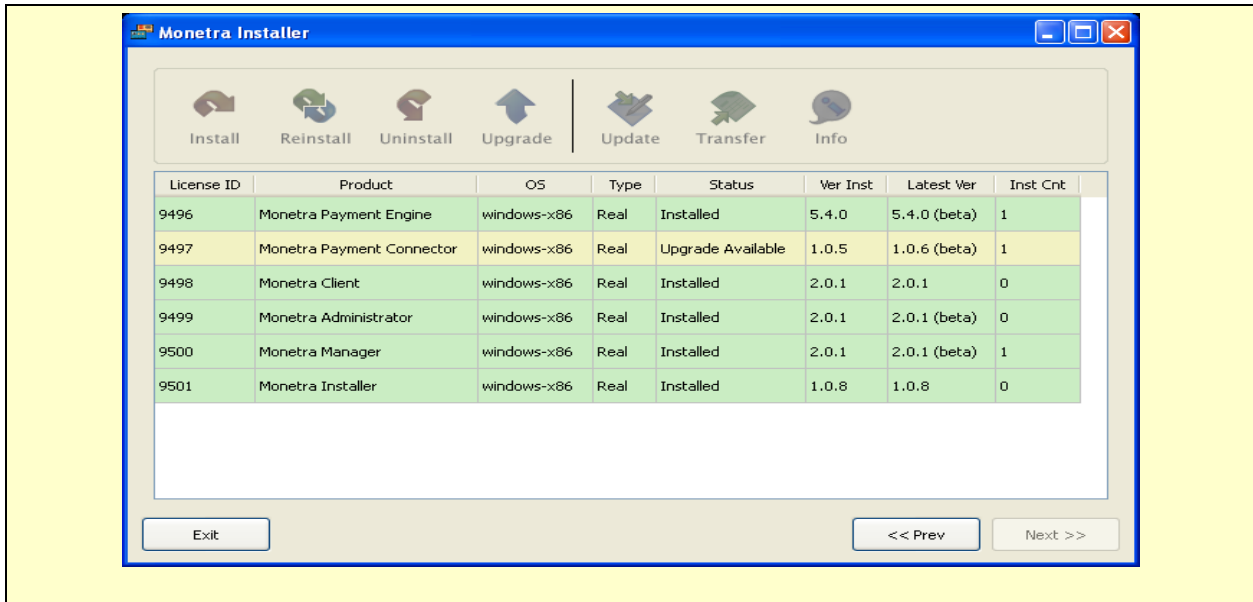 Monetra Installer
Install Reinstall Uninstall Upgrade Update Transfer Info
License ID Product OS Type Status Ver Inst Latest Ver Inst Cnt
9496 Monetra Payment Engine windows-x86 Real Installed 5.4.0 5.4.0 (beta) 1
9497 Monetra Payment Connector windows-x86 Real Upgrade Available 1.0.5 1.0.6 (beta) 1
9498 Monetra Client windows-x86 Real Installed 2.0.1 2.0.1 0
9499 Monetra Administrator windows-x86 Real Installed 2.0.1 2.0.1 (beta) 0
9500 Monetra Manager windows-x86 Real Installed 2.0.1 2.0.1 (beta) 1
9501 Monetra Installer windows-x86 Real Installed 1.0.8 1.0.8 0
Exit << Prev Next >>